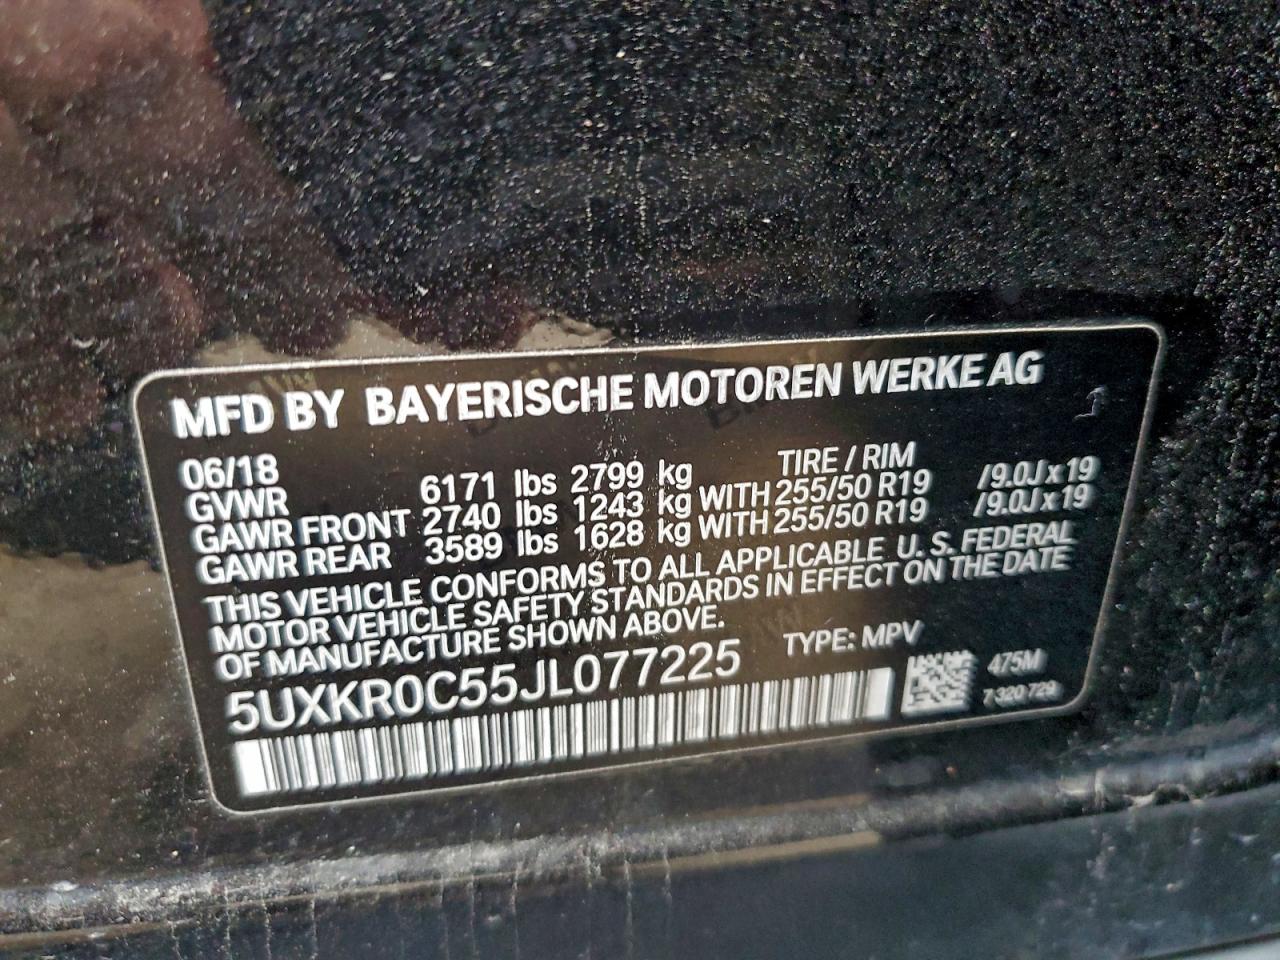 MFD BY BAYERISCHE MOTOREN WERKE AG
06/18 TIRE / RIM
GVWR 6171 lbs 2799 kg
GAWR FRONT 2740 lbs 1243 kg WITH 255/50 R19 /9.0J x 19
GAWR REAR 3589 lbs 1628 kg WITH 255/50 R19 /9.0J x 19
THIS VEHICLE CONFORMS TO ALL APPLICABLE U. S. FEDERAL
MOTOR VEHICLE SAFETY STANDARDS IN EFFECT ON THE DATE
OF MANUFACTURE SHOWN ABOVE.
5UXKR0C55JL077225 TYPE: MPV
475M
7 320 729